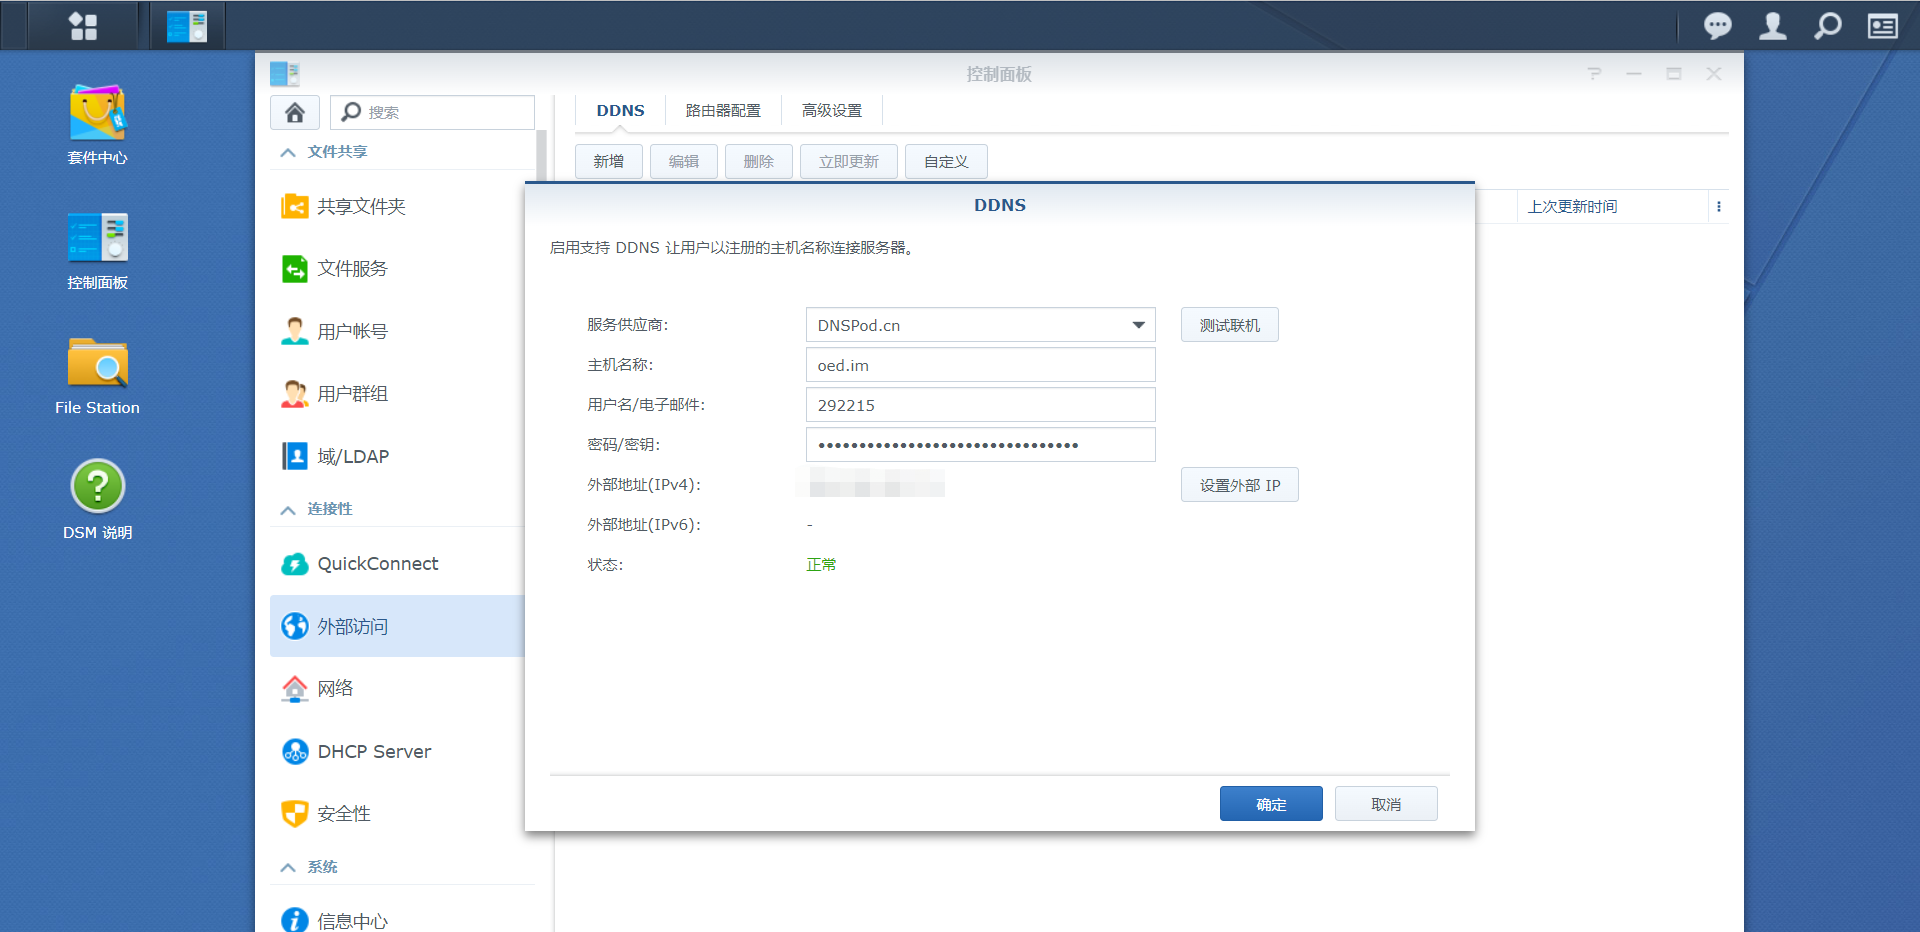 控制面板
套件中心
控制面板
File Station
DSM 说明
搜索
文件共享
共享文件夹
文件服务
用户帐号
用户群组
域/LDAP
连接性
QuickConnect
外部访问
网络
DHCP Server
安全性
系统
信息中心
DDNS 路由器配置 高级设置
新增 编辑 删除 立即更新 自定义
上次更新时间
DDNS
启用支持 DDNS 让用户以注册的主机名称连接服务器。
服务供应商: DNSPod.cn 测试联机
主机名称: oed.im
用户名/电子邮件: 292215
密码/密钥: ••••••••••••••••••••••••••••••••
外部地址(IPv4): 设置外部 IP
外部地址(IPv6): -
状态: 正常
确定 取消